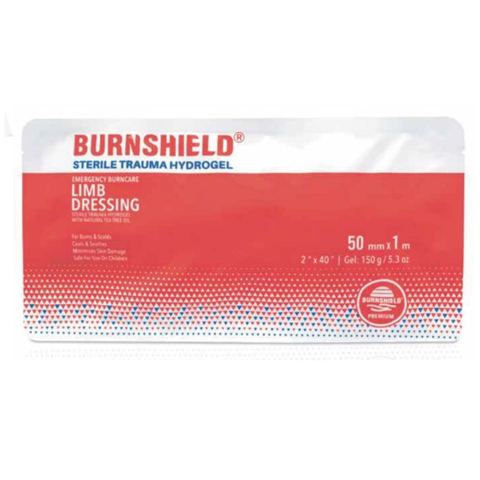 BURNSHIELD®
STERILE TRAUMA HYDROGEL
EMERGENCY BURNCARE
LIMB
DRESSING
STERILE TRAUMA HYDROGEL
WITH NATURAL TEA TREE OIL
For Burns & Scalds
Cools & Soothes
Minimises Skin Damage
Safe For Use On Children
50 mm x 1 m
2" x 40" | Gel: 150 g / 5.3 oz
BURNSHIELD
PREMIUM